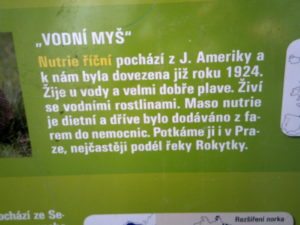 „VODNÍ MYŠ“
Nutrie říční pochází z J. Ameriky a
k nám byla dovezena již roku 1924.
Žije u vody a velmi dobře plave. Živí
se vodními rostlinami. Maso nutrie
je dietní a dříve bylo dodáváno z fa-
rem do nemocnic. Potkáme ji i v Pra-
ze, nejčastěji podél řeky Rokytky.
ochází ze Se-
Rozšíření norka